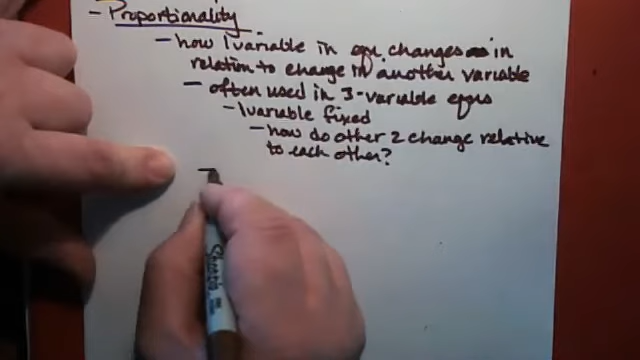 - Proportionality
- how 1 variable in eqn. changes in
relation to change in another variable
- often used in 3-variable eqns
- 1 variable fixed
- how do other 2 change relative
to each other?
-
Sharpie